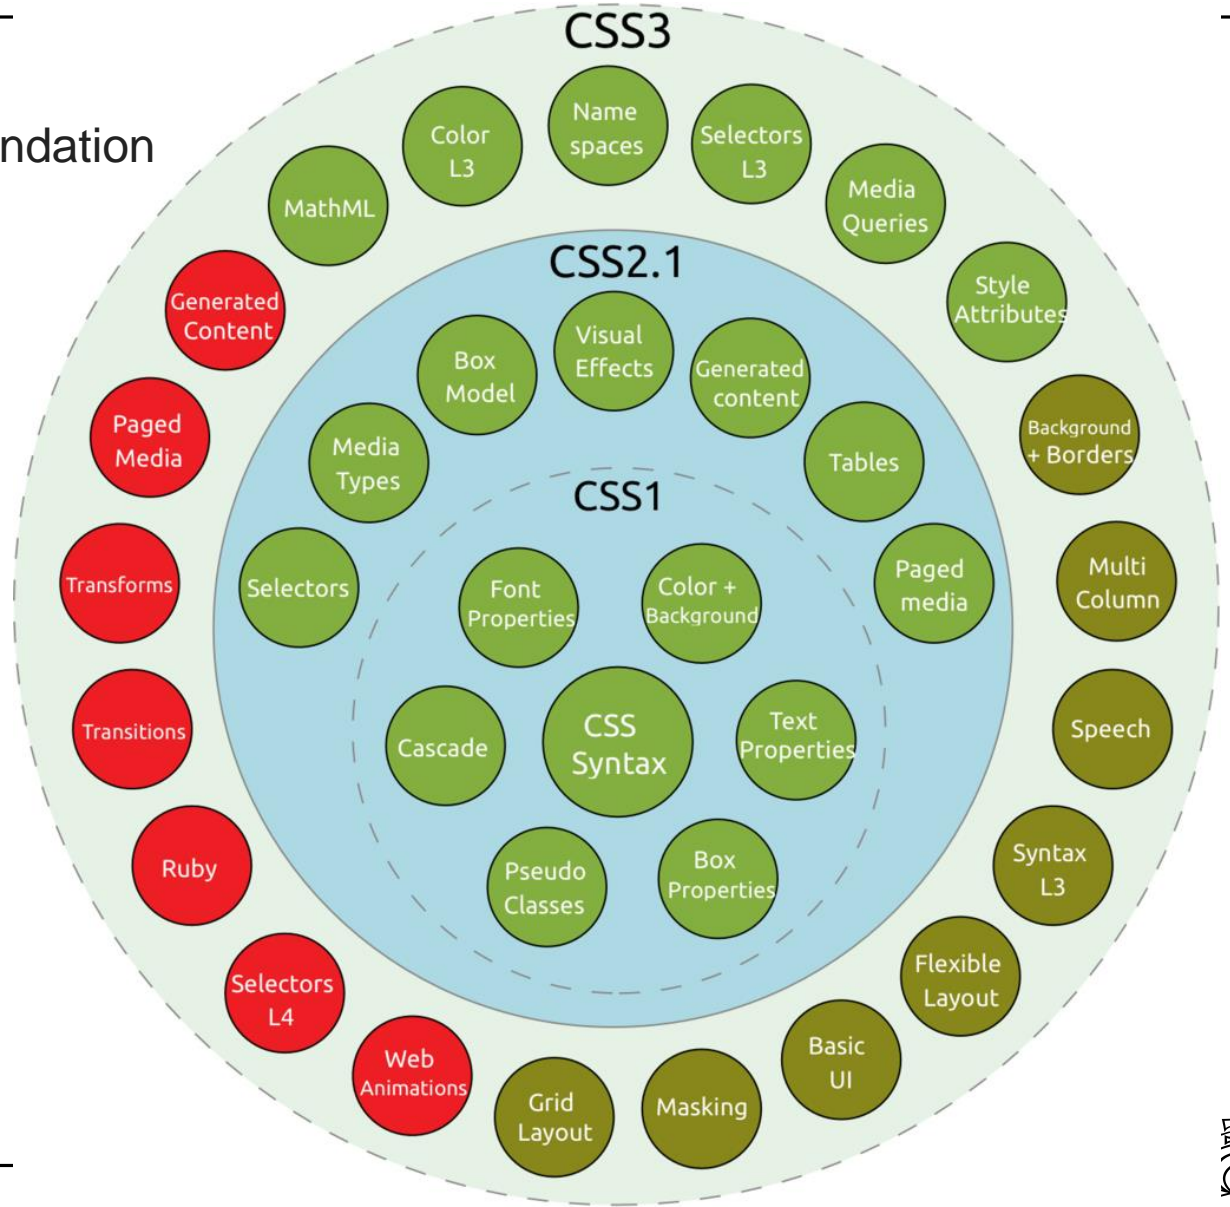 ndation
CSS3
Name
spaces
Selectors
L3
Media
Queries
Style
Attributes
Background
+ Borders
Multi
Column
Speech
Syntax
L3
Flexible
Layout
Basic
UI
Masking
Grid
Layout
Web
Animations
Selectors
L4
Ruby
Transitions
Transforms
Paged
Media
Generated
Content
MathML
Color
L3
CSS2.1
Selectors
Media
Types
Box
Model
Visual
Effects
Generated
content
Tables
Paged
media
CSS1
Font
Properties
Color +
Background
Cascade
CSS
Syntax
Text
Properties
Pseudo
Classes
Box
Properties